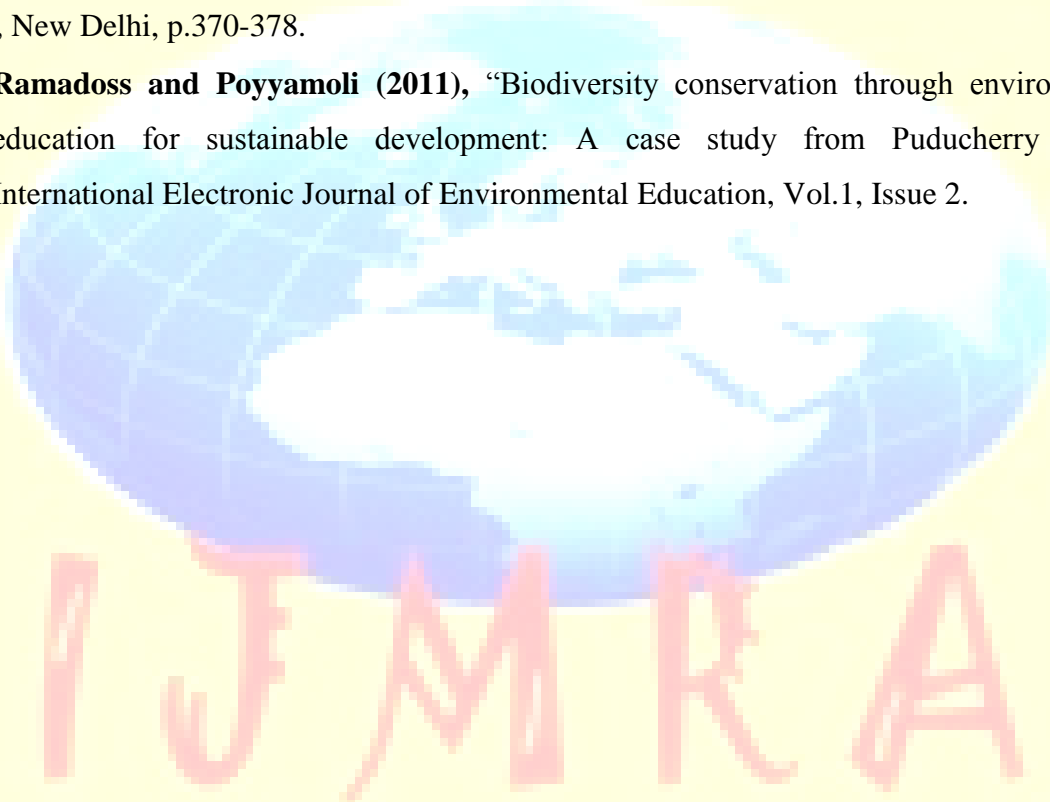 , New Delhi, p.370-378.
Ramadoss and Poyyamoli (2011), “Biodiversity conservation through enviro
education for sustainable development: A case study from Puducherry
International Electronic Journal of Environmental Education, Vol.1, Issue 2.
IJMRA